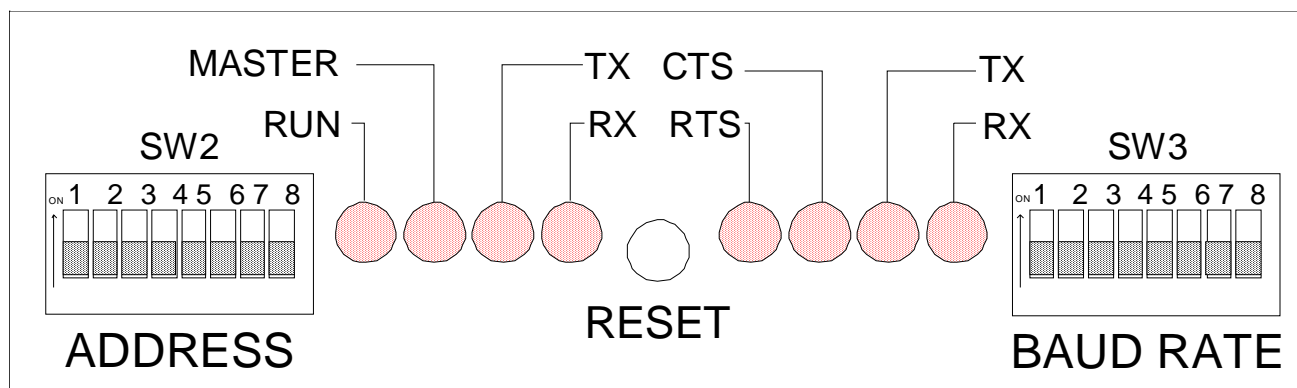 MASTER TX CTS TX
RUN RX RTS RX
SW2 SW3
ON 1 2 3 4 5 6 7 8 ON 1 2 3 4 5 6 7 8
RESET
ADDRESS BAUD RATE